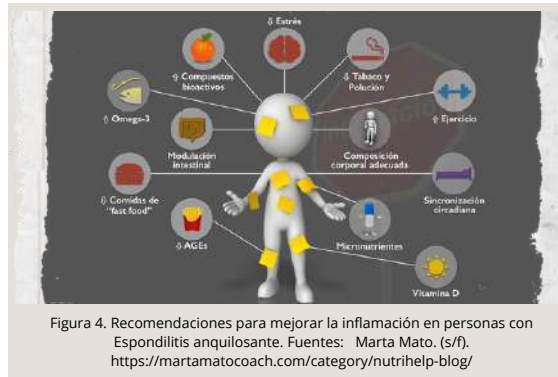 ⇩ Estrés
⇧ Compuestos
bioactivos
⇩ Tabaco y
Polución
⇧ Omega-3
⇧ Ejercicio
Modulación
intestinal
Composición
corporal adecuada
⇩ Comidas de
"fast food"
Sincronización
circadiana
⇩ AGEs
Micronutrientes
Vitamina D
Figura 4. Recomendaciones para mejorar la inflamación en personas con
Espondilitis anquilosante. Fuentes: Marta Mato. (s/f).
https://martamatocoach.com/category/nutrihelp-blog/